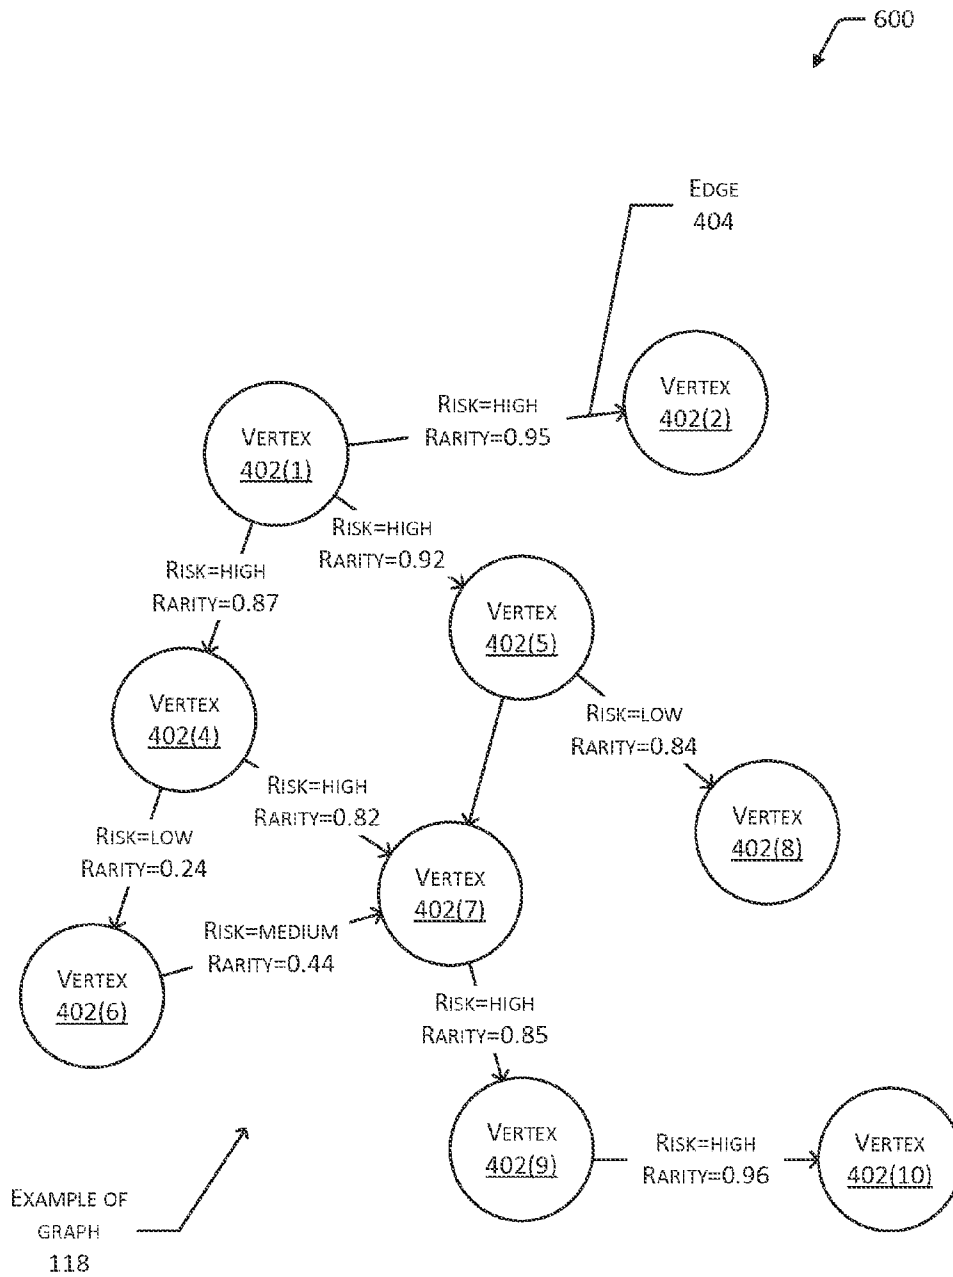 600
EDGE
404
VERTEX
402(2)
RISK=HIGH
RARITY=0.95
VERTEX
402(1)
RISK=HIGH
RARITY=0.92
RISK=HIGH
RARITY=0.87
VERTEX
402(5)
VERTEX
402(4)
RISK=LOW
RARITY=0.84
RISK=HIGH
RARITY=0.82
VERTEX
402(8)
RISK=LOW
RARITY=0.24
VERTEX
402(7)
RISK=MEDIUM
RARITY=0.44
VERTEX
402(6)
RISK=HIGH
RARITY=0.85
VERTEX
402(9)
RISK=HIGH
RARITY=0.96
VERTEX
402(10)
EXAMPLE OF
GRAPH
118